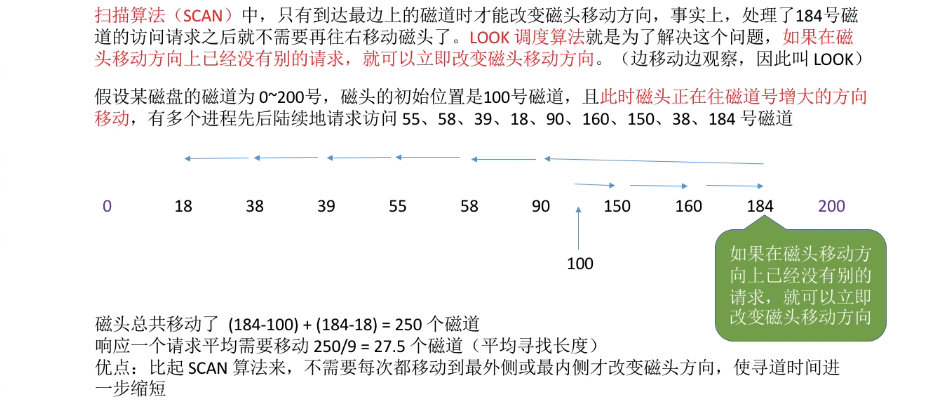 扫描算法（SCAN）中，只有到达最边上的磁道时才能改变磁头移动方向，事实上，处理了184号磁
道的访问请求之后就不需要再往右移动磁头了。LOOK 调度算法就是为了解决这个问题，如果在磁
头移动方向上已经没有别的请求，就可以立即改变磁头移动方向。（边移动边观察，因此叫 LOOK）
假设某磁盘的磁道为 0~200号，磁头的初始位置是100号磁道，且此时磁头正在往磁道号增大的方向
移动，有多个进程先后陆续地请求访问 55、58、39、18、90、160、150、38、184 号磁道
0 18 38 39 55 58 90 150 160 184 200
100
如果在磁头移动方
向上已经没有别的
请求，就可以立即
改变磁头移动方向
磁头总共移动了 (184-100) + (184-18) = 250 个磁道
响应一个请求平均需要移动 250/9 = 27.5 个磁道（平均寻找长度）
优点：比起 SCAN 算法来，不需要每次都移动到最外侧或最内侧才改变磁头方向，使寻道时间进
一步缩短